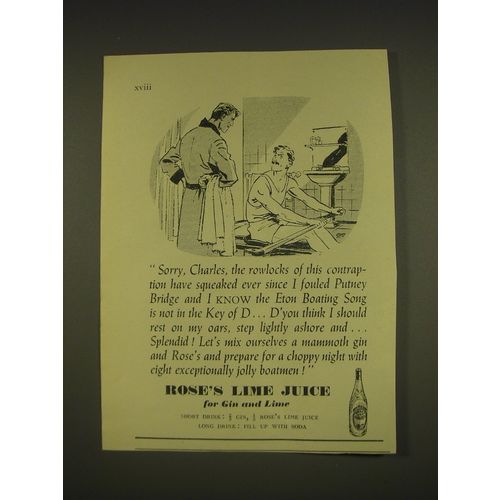 xviii
" Sorry, Charles, the rowlocks of this contrap-
tion have squeaked ever since I fouled Putney
Bridge and I KNOW the Eton Boating Song
is not in the Key of D . . . D'you think I should
rest on my oars, step lightly ashore and . . .
Splendid ! Let's mix ourselves a mammoth gin
and Rose's and prepare for a choppy night with
eight exceptionally jolly boatmen ! "
ROSE'S LIME JUICE
for Gin and Lime
SHORT DRINK: GIN, ROSE'S LIME JUICE
LONG DRINK: FILL UP WITH SODA